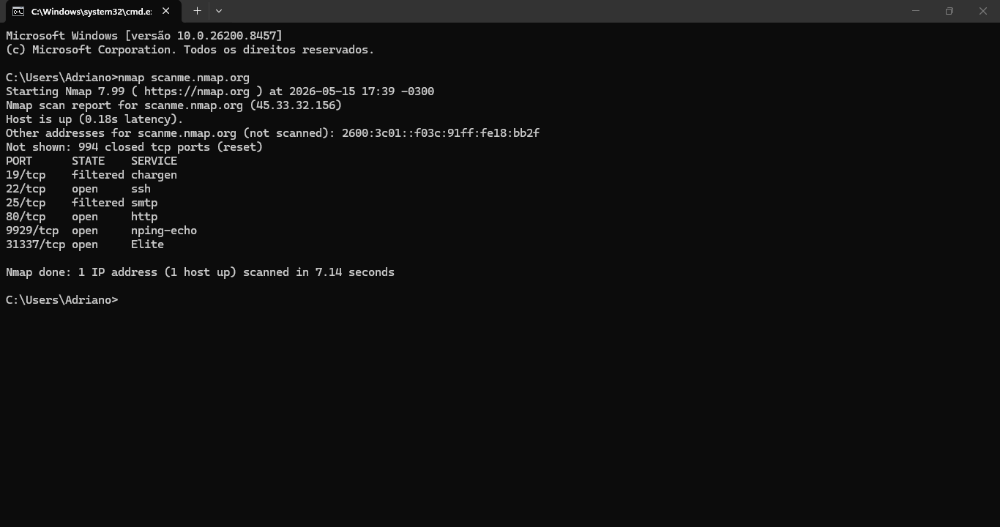 C:\Windows\system32\cmd.e:
Microsoft Windows [versão 10.0.26200.8457]
(c) Microsoft Corporation. Todos os direitos reservados.
C:\Users\Adriano>nmap scanme.nmap.org
Starting Nmap 7.99 ( https://nmap.org ) at 2026-05-15 17:39 -0300
Nmap scan report for scanme.nmap.org (45.33.32.156)
Host is up (0.18s latency).
Other addresses for scanme.nmap.org (not scanned): 2600:3c01::f03c:91ff:fe18:bb2f
Not shown: 994 closed tcp ports (reset)
PORT      STATE    SERVICE
19/tcp    filtered chargen
22/tcp    open     ssh
25/tcp    filtered smtp
80/tcp    open     http
9929/tcp  open     nping-echo
31337/tcp open     Elite
Nmap done: 1 IP address (1 host up) scanned in 7.14 seconds
C:\Users\Adriano>